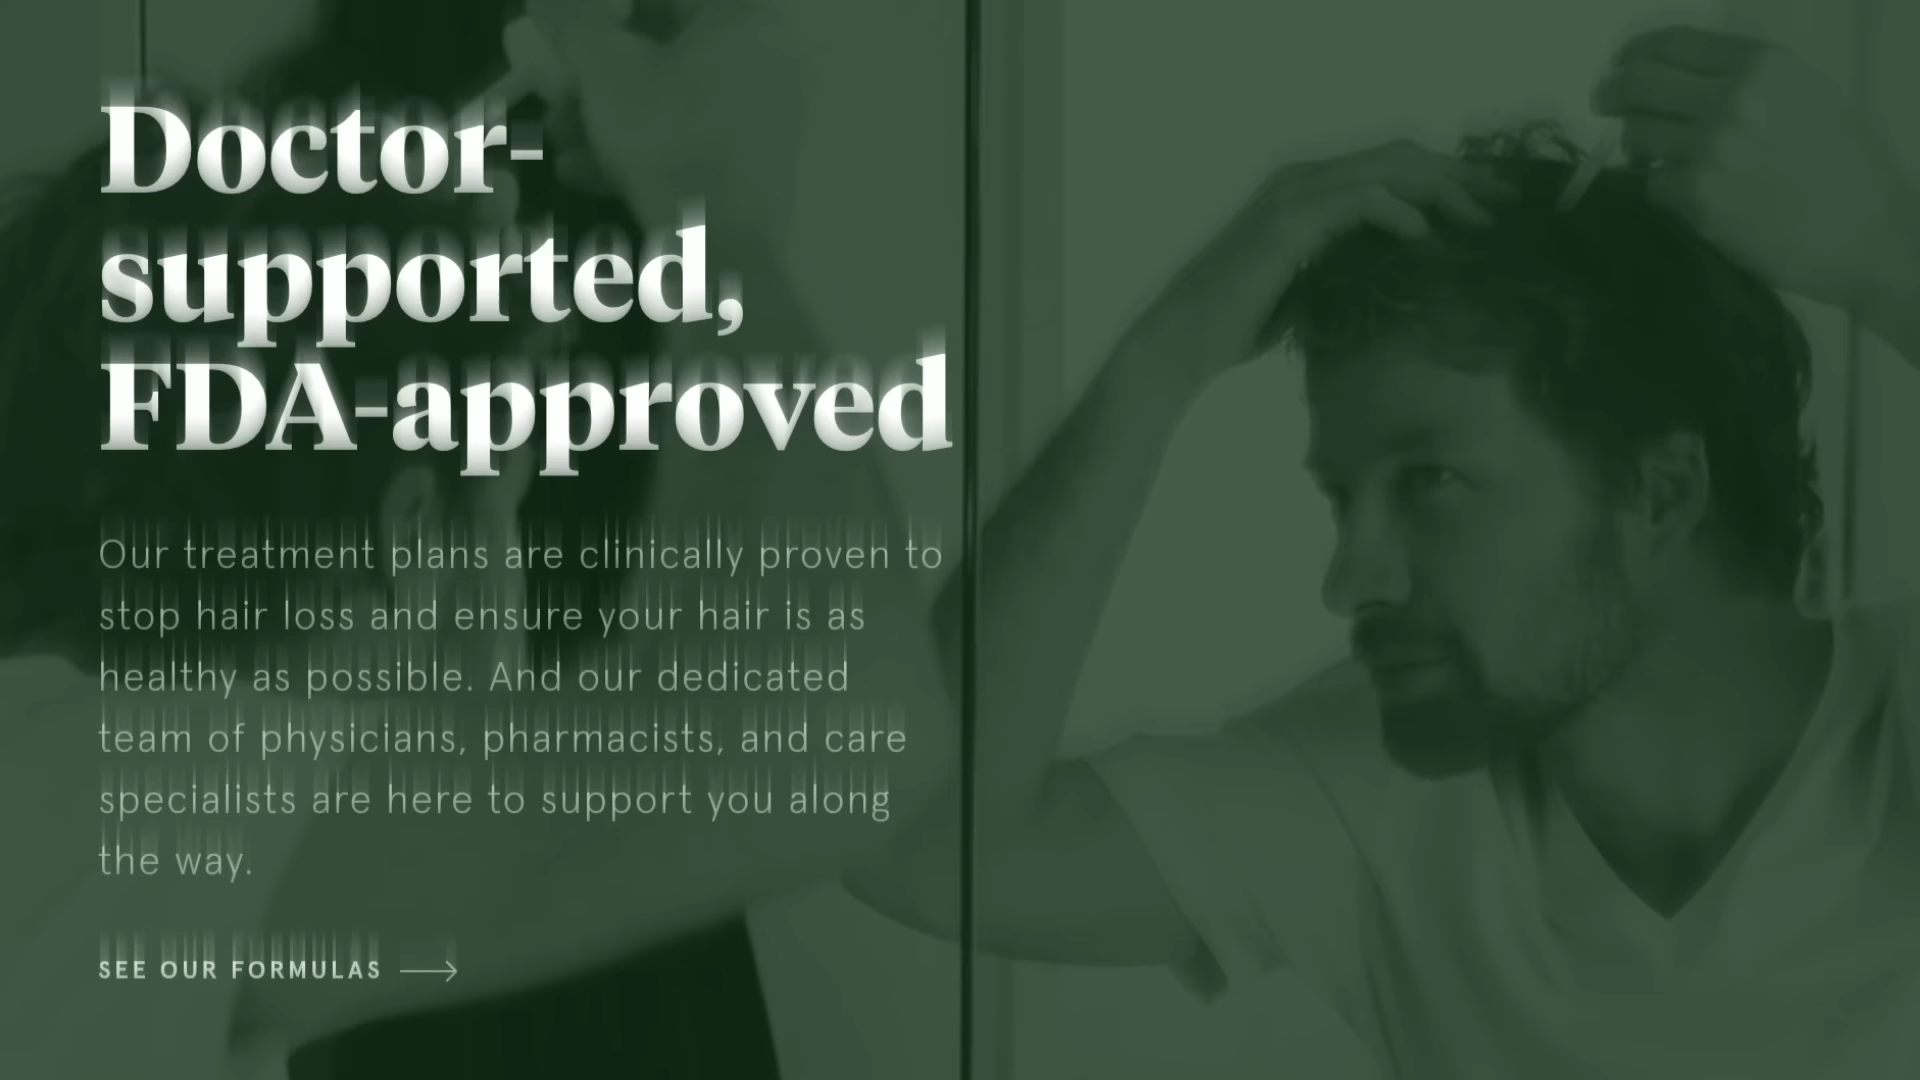 Doctor-
supported,
FDA-approved
Our treatment plans are clinically proven to
stop hair loss and ensure your hair is as
healthy as possible. And our dedicated
team of physicians, pharmacists, and care
specialists are here to support you along
the way.
SEE OUR FORMULAS